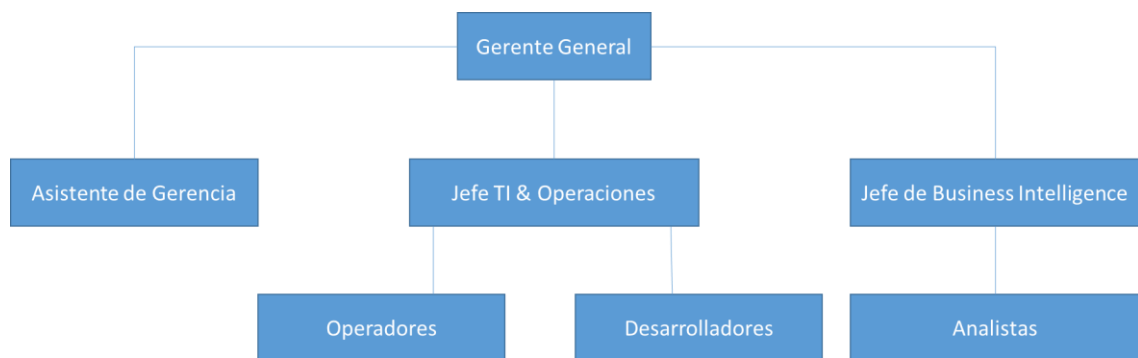 Gerente General
Asistente de Gerencia
Jefe TI & Operaciones
Jefe de Business Intelligence
Operadores
Desarrolladores
Analistas